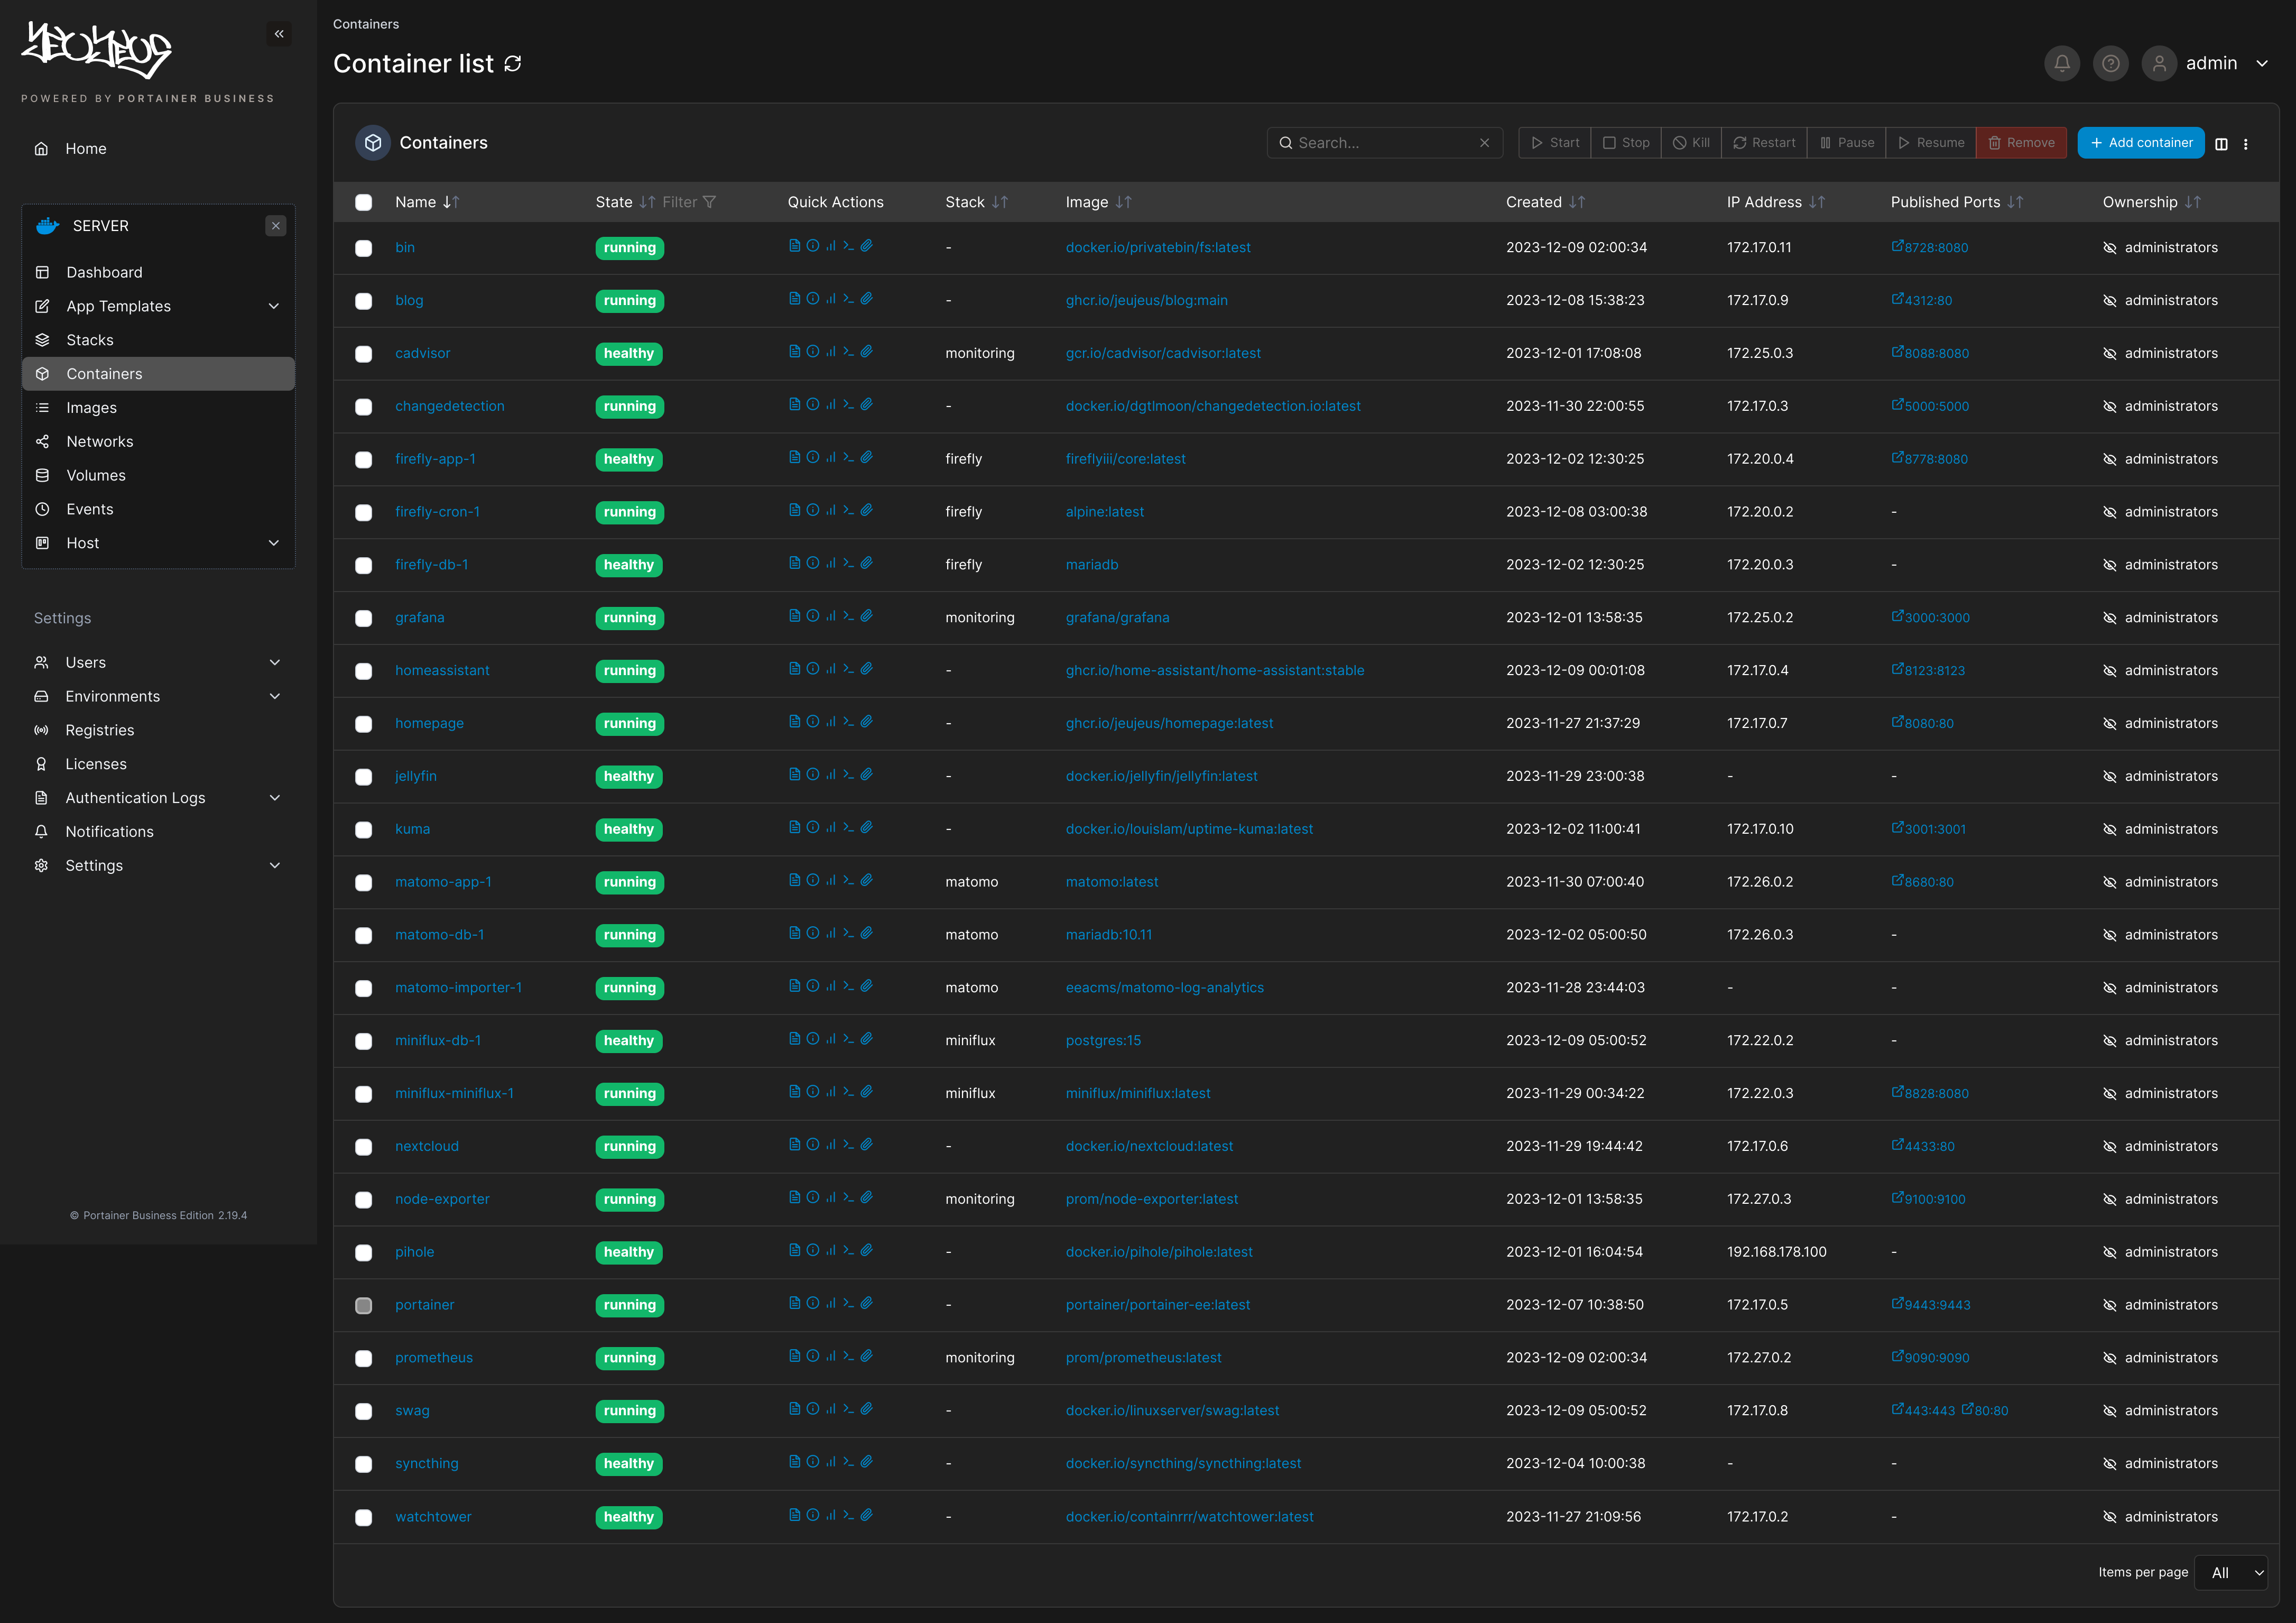 Containers
Container list
admin
POWERED BY PORTAINER BUSINESS
Home
SERVER
Dashboard
App Templates
Stacks
Containers
Images
Networks
Volumes
Events
Host
Settings
Users
Environments
Registries
Licenses
Authentication Logs
Notifications
Settings
© Portainer Business Edition 2.19.4
Containers Search... Start Stop Kill Restart Pause Resume Remove + Add container
Name State Filter Quick Actions Stack Image Created IP Address Published Ports Ownership
bin running - docker.io/privatebin/fs:latest 2023-12-09 02:00:34 172.17.0.11 8728:8080 administrators
blog running - ghcr.io/jeujeus/blog:main 2023-12-08 15:38:23 172.17.0.9 4312:80 administrators
cadvisor healthy monitoring gcr.io/cadvisor/cadvisor:latest 2023-12-01 17:08:08 172.25.0.3 8088:8080 administrators
changedetection running - docker.io/dgtlmoon/changedetection.io:latest 2023-11-30 22:00:55 172.17.0.3 5000:5000 administrators
firefly-app-1 healthy firefly fireflyiii/core:latest 2023-12-02 12:30:25 172.20.0.4 8778:8080 administrators
firefly-cron-1 running firefly alpine:latest 2023-12-08 03:00:38 172.20.0.2 - administrators
firefly-db-1 healthy firefly mariadb 2023-12-02 12:30:25 172.20.0.3 - administrators
grafana running monitoring grafana/grafana 2023-12-01 13:58:35 172.25.0.2 3000:3000 administrators
homeassistant running - ghcr.io/home-assistant/home-assistant:stable 2023-12-09 00:01:08 172.17.0.4 8123:8123 administrators
homepage running - ghcr.io/jeujeus/homepage:latest 2023-11-27 21:37:29 172.17.0.7 8080:80 administrators
jellyfin healthy - docker.io/jellyfin/jellyfin:latest 2023-11-29 23:00:38 - - administrators
kuma healthy - docker.io/louislam/uptime-kuma:latest 2023-12-02 11:00:41 172.17.0.10 3001:3001 administrators
matomo-app-1 running matomo matomo:latest 2023-11-30 07:00:40 172.26.0.2 8680:80 administrators
matomo-db-1 running matomo mariadb:10.11 2023-12-02 05:00:50 172.26.0.3 - administrators
matomo-importer-1 running matomo eeacms/matomo-log-analytics 2023-11-28 23:44:03 - - administrators
miniflux-db-1 healthy miniflux postgres:15 2023-12-09 05:00:52 172.22.0.2 - administrators
miniflux-miniflux-1 running miniflux miniflux/miniflux:latest 2023-11-29 00:34:22 172.22.0.3 8828:8080 administrators
nextcloud running - docker.io/nextcloud:latest 2023-11-29 19:44:42 172.17.0.6 4433:80 administrators
node-exporter running monitoring prom/node-exporter:latest 2023-12-01 13:58:35 172.27.0.3 9100:9100 administrators
pihole healthy - docker.io/pihole/pihole:latest 2023-12-01 16:04:54 192.168.178.100 - administrators
portainer running - portainer/portainer-ee:latest 2023-12-07 10:38:50 172.17.0.5 9443:9443 administrators
prometheus running monitoring prom/prometheus:latest 2023-12-09 02:00:34 172.27.0.2 9090:9090 administrators
swag running - docker.io/linuxserver/swag:latest 2023-12-09 05:00:52 172.17.0.8 443:443 80:80 administrators
syncthing healthy - docker.io/syncthing/syncthing:latest 2023-12-04 10:00:38 - - administrators
watchtower healthy - docker.io/containrrr/watchtower:latest 2023-11-27 21:09:56 172.17.0.2 - administrators
Items per page All